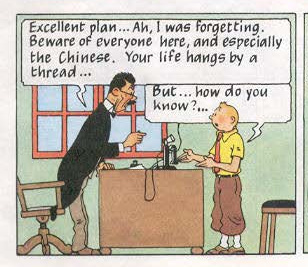 Excellent plan... Ah, I was forgetting.
Beware of everyone here, and especially
the Chinese. Your life hangs by a
thread...
But... how do you
know?...